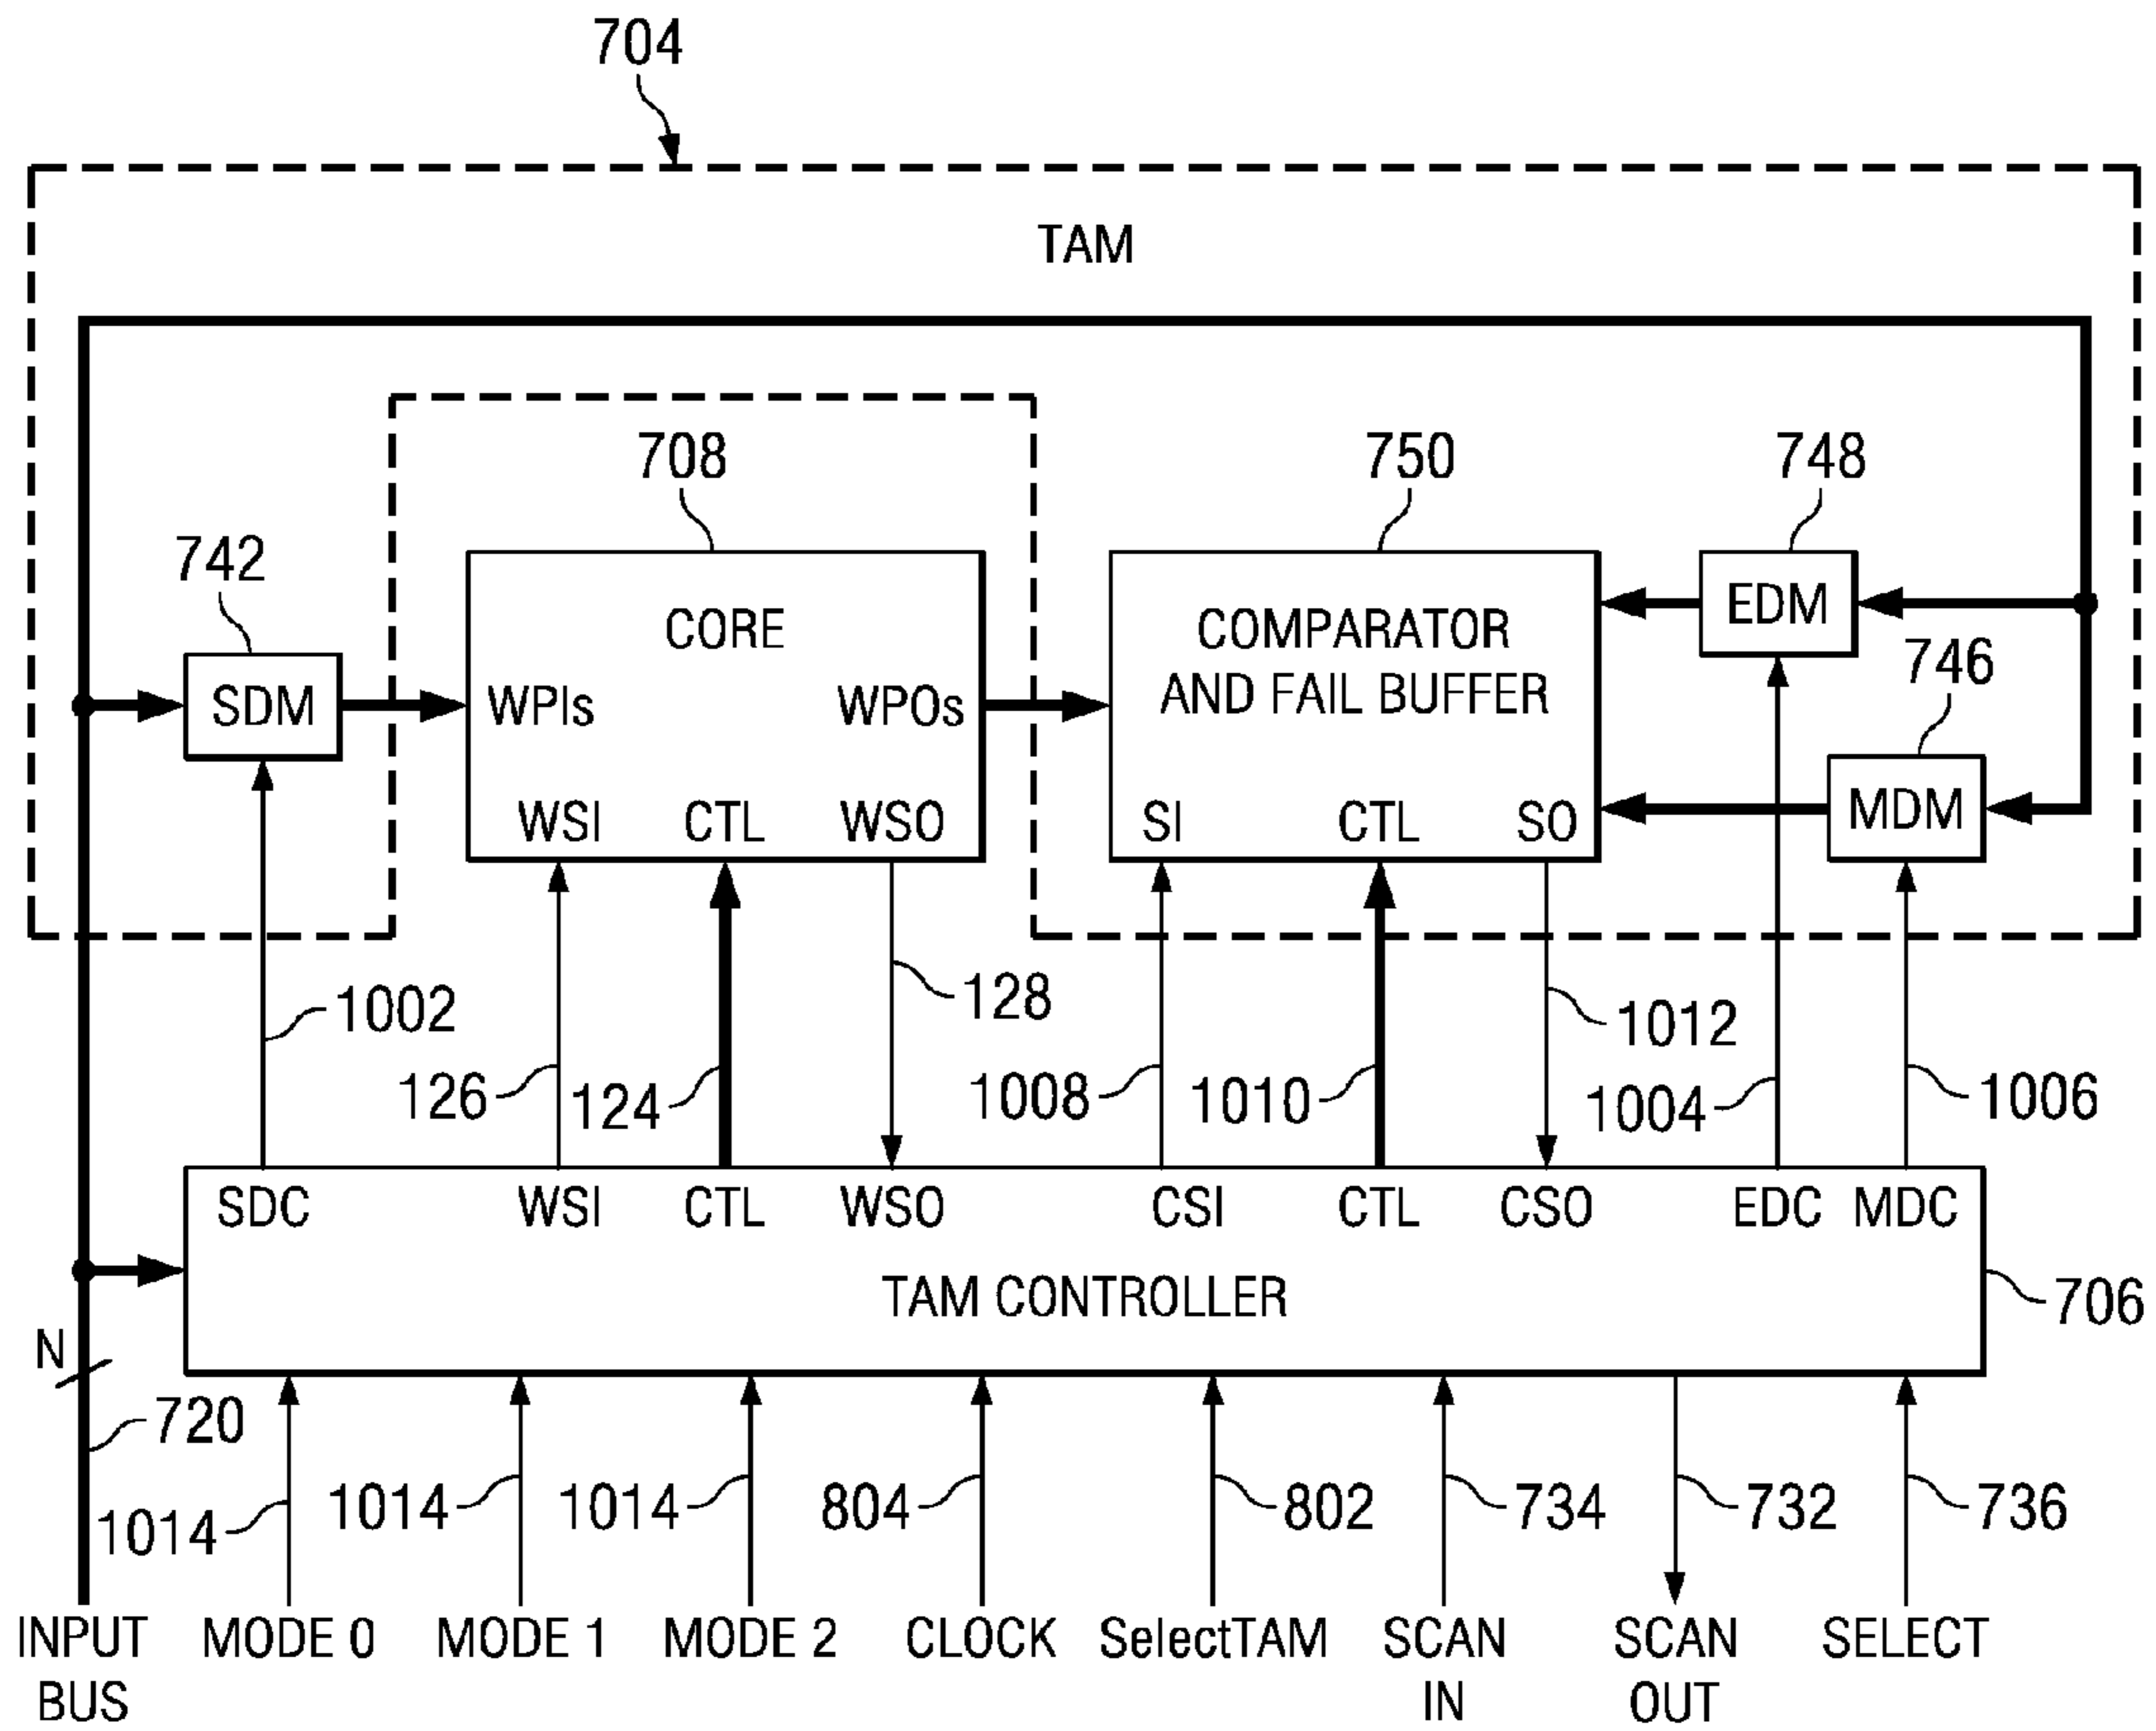 704
TAM
708
750
748
742
CORE
COMPARATOR
AND FAIL BUFFER
EDM
746
SDM
WPIs
WPOs
MDM
WSI
CTL
WSO
SI
CTL
SO
1002
128
1012
126
124
1008
1010
1004
1006
SDC
WSI
CTL
WSO
CSI
CTL
CSO
EDC
MDC
TAM CONTROLLER
706
N
720
1014
1014
1014
804
802
734
732
736
INPUT
BUS
MODE 0
MODE 1
MODE 2
CLOCK
SelectTAM
SCAN
IN
SCAN
OUT
SELECT